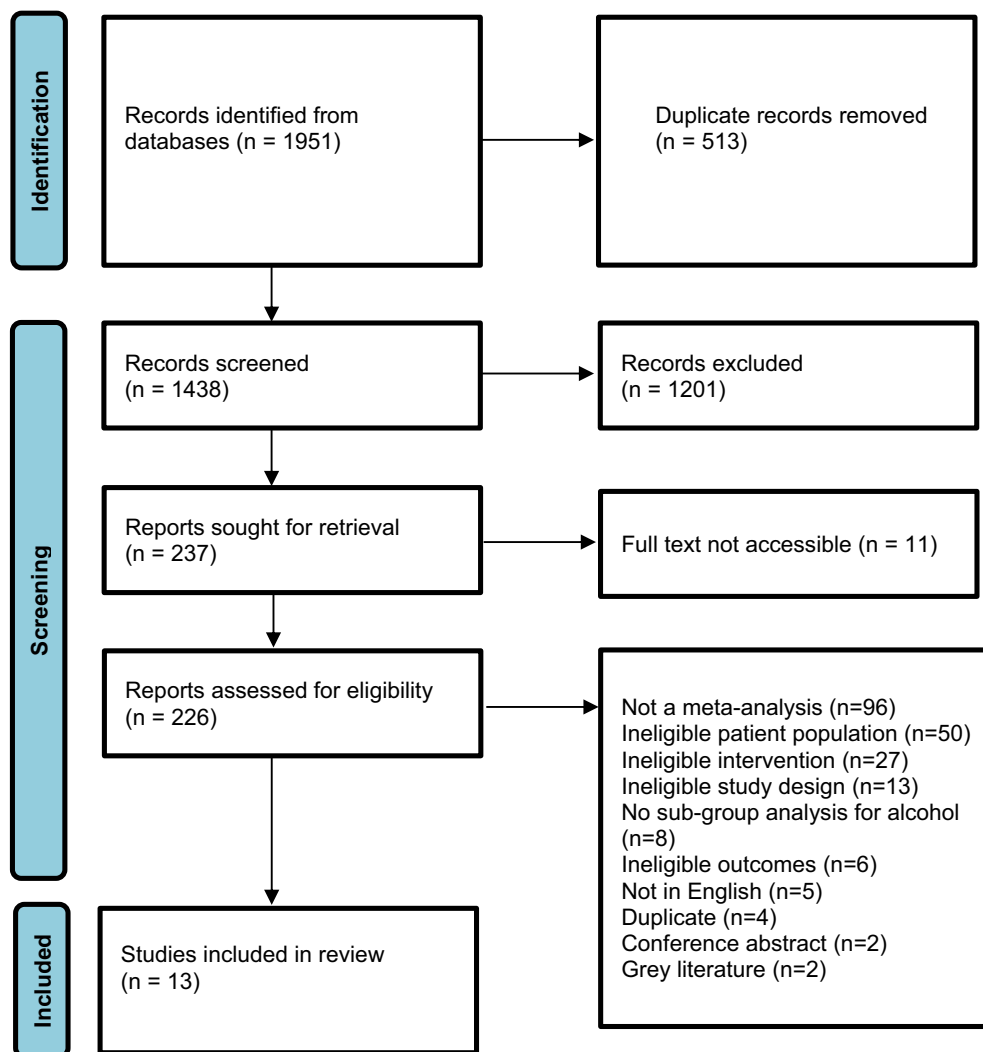 Identification
Records identified from
databases (n = 1951)
Duplicate records removed
(n = 513)
Screening
Records screened
(n = 1438)
Records excluded
(n = 1201)
Reports sought for retrieval
(n = 237)
Full text not accessible (n = 11)
Reports assessed for eligibility
(n = 226)
Not a meta-analysis (n=96)
Ineligible patient population (n=50)
Ineligible intervention (n=27)
Ineligible study design (n=13)
No sub-group analysis for alcohol
(n=8)
Ineligible outcomes (n=6)
Not in English (n=5)
Duplicate (n=4)
Conference abstract (n=2)
Grey literature (n=2)
Included
Studies included in review
(n = 13)